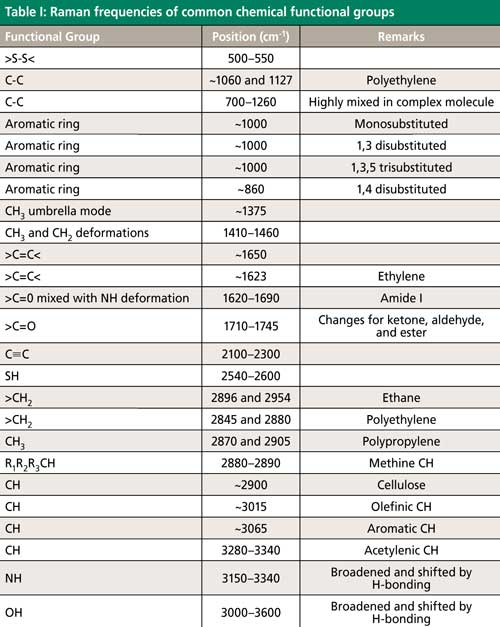 Table I: Raman frequencies of common chemical functional groups
Functional Group Position (cm⁻¹) Remarks
>S-S< 500–550
C-C ~1060 and 1127 Polyethylene
C-C 700–1260 Highly mixed in complex molecule
Aromatic ring ~1000 Monosubstituted
Aromatic ring ~1000 1,3 disubstituted
Aromatic ring ~1000 1,3,5 trisubstituted
Aromatic ring ~860 1,4 disubstituted
CH₃ umbrella mode ~1375
CH₃ and CH₂ deformations 1410–1460
>C=C< ~1650
>C=C< ~1623 Ethylene
>C=0 mixed with NH deformation 1620–1690 Amide I
>C=O 1710–1745 Changes for ketone, aldehyde,
and ester
C≡C 2100–2300
SH 2540–2600
>CH₂ 2896 and 2954 Ethane
>CH₂ 2845 and 2880 Polyethylene
CH₃ 2870 and 2905 Polypropylene
R₁R₂R₃CH 2880–2890 Methine CH
CH ~2900 Cellulose
CH ~3015 Olefinic CH
CH ~3065 Aromatic CH
CH 3280–3340 Acetylenic CH
NH 3150–3340 Broadened and shifted by
H-bonding
OH 3000–3600 Broadened and shifted by
H-bonding